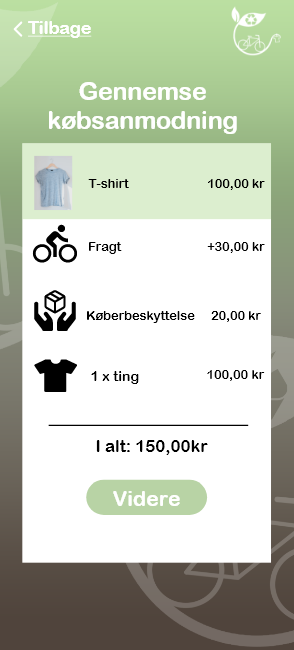 Tilbage
Gennemse
købsanmodning
T-shirt 100,00 kr
Fragt +30,00 kr
Køberbeskyttelse 20,00 kr
1 x ting 100,00 kr
I alt: 150,00kr
Videre